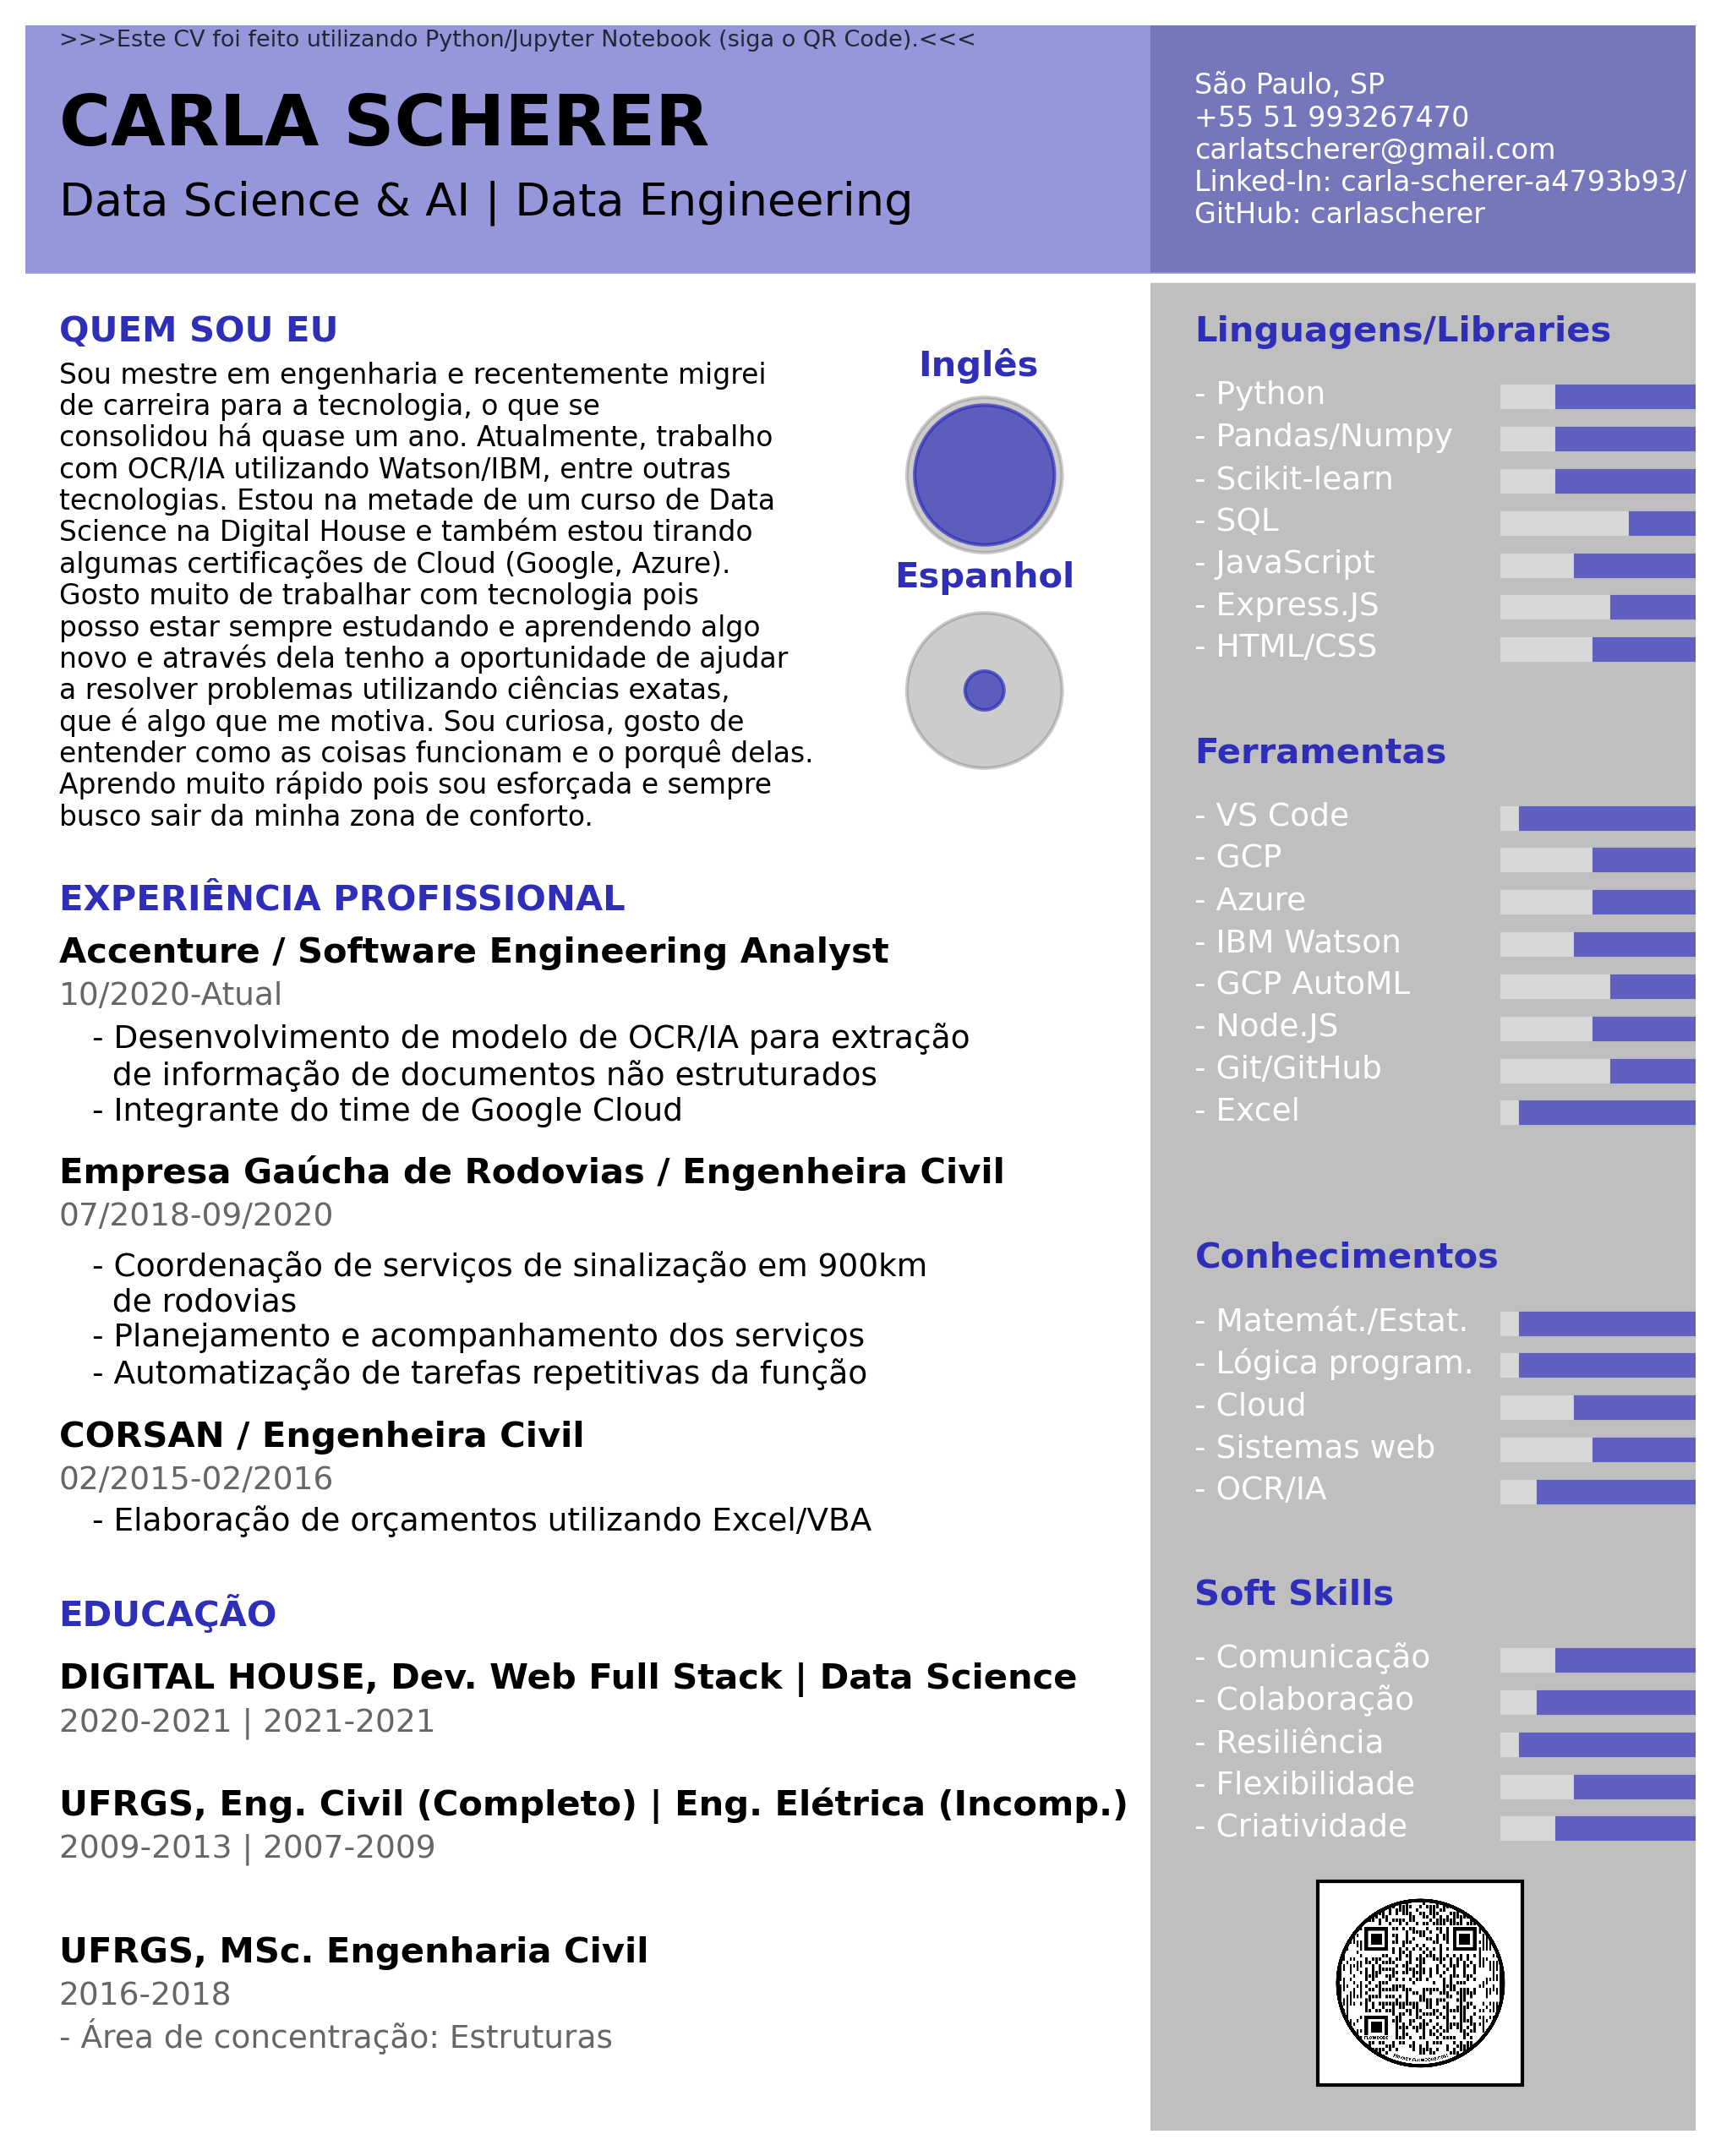 >>>Este CV foi feito utilizando Python/Jupyter Notebook (siga o QR Code).<<<
CARLA SCHERER
Data Science & AI | Data Engineering
São Paulo, SP
+55 51 993267470
carlatscherer@gmail.com
Linked-In: carla-scherer-a4793b93/
GitHub: carlascherer
QUEM SOU EU
Sou mestre em engenharia e recentemente migrei
de carreira para a tecnologia, o que se
consolidou há quase um ano. Atualmente, trabalho
com OCR/IA utilizando Watson/IBM, entre outras
tecnologias. Estou na metade de um curso de Data
Science na Digital House e também estou tirando
algumas certificações de Cloud (Google, Azure).
Gosto muito de trabalhar com tecnologia pois
posso estar sempre estudando e aprendendo algo
novo e através dela tenho a oportunidade de ajudar
a resolver problemas utilizando ciências exatas,
que é algo que me motiva. Sou curiosa, gosto de
entender como as coisas funcionam e o porquê delas.
Aprendo muito rápido pois sou esforçada e sempre
busco sair da minha zona de conforto.
Inglês
Espanhol
EXPERIÊNCIA PROFISSIONAL
Accenture / Software Engineering Analyst
10/2020-Atual
- Desenvolvimento de modelo de OCR/IA para extração
de informação de documentos não estruturados
- Integrante do time de Google Cloud
Empresa Gaúcha de Rodovias / Engenheira Civil
07/2018-09/2020
- Coordenação de serviços de sinalização em 900km
de rodovias
- Planejamento e acompanhamento dos serviços
- Automatização de tarefas repetitivas da função
CORSAN / Engenheira Civil
02/2015-02/2016
- Elaboração de orçamentos utilizando Excel/VBA
EDUCAÇÃO
DIGITAL HOUSE, Dev. Web Full Stack | Data Science
2020-2021 | 2021-2021
UFRGS, Eng. Civil (Completo) | Eng. Elétrica (Incomp.)
2009-2013 | 2007-2009
UFRGS, MSc. Engenharia Civil
2016-2018
- Área de concentração: Estruturas
Linguagens/Libraries
- Python
- Pandas/Numpy
- Scikit-learn
- SQL
- JavaScript
- Express.JS
- HTML/CSS
Ferramentas
- VS Code
- GCP
- Azure
- IBM Watson
- GCP AutoML
- Node.JS
- Git/GitHub
- Excel
Conhecimentos
- Matemát./Estat.
- Lógica program.
- Cloud
- Sistemas web
- OCR/IA
Soft Skills
- Comunicação
- Colaboração
- Resiliência
- Flexibilidade
- Criatividade